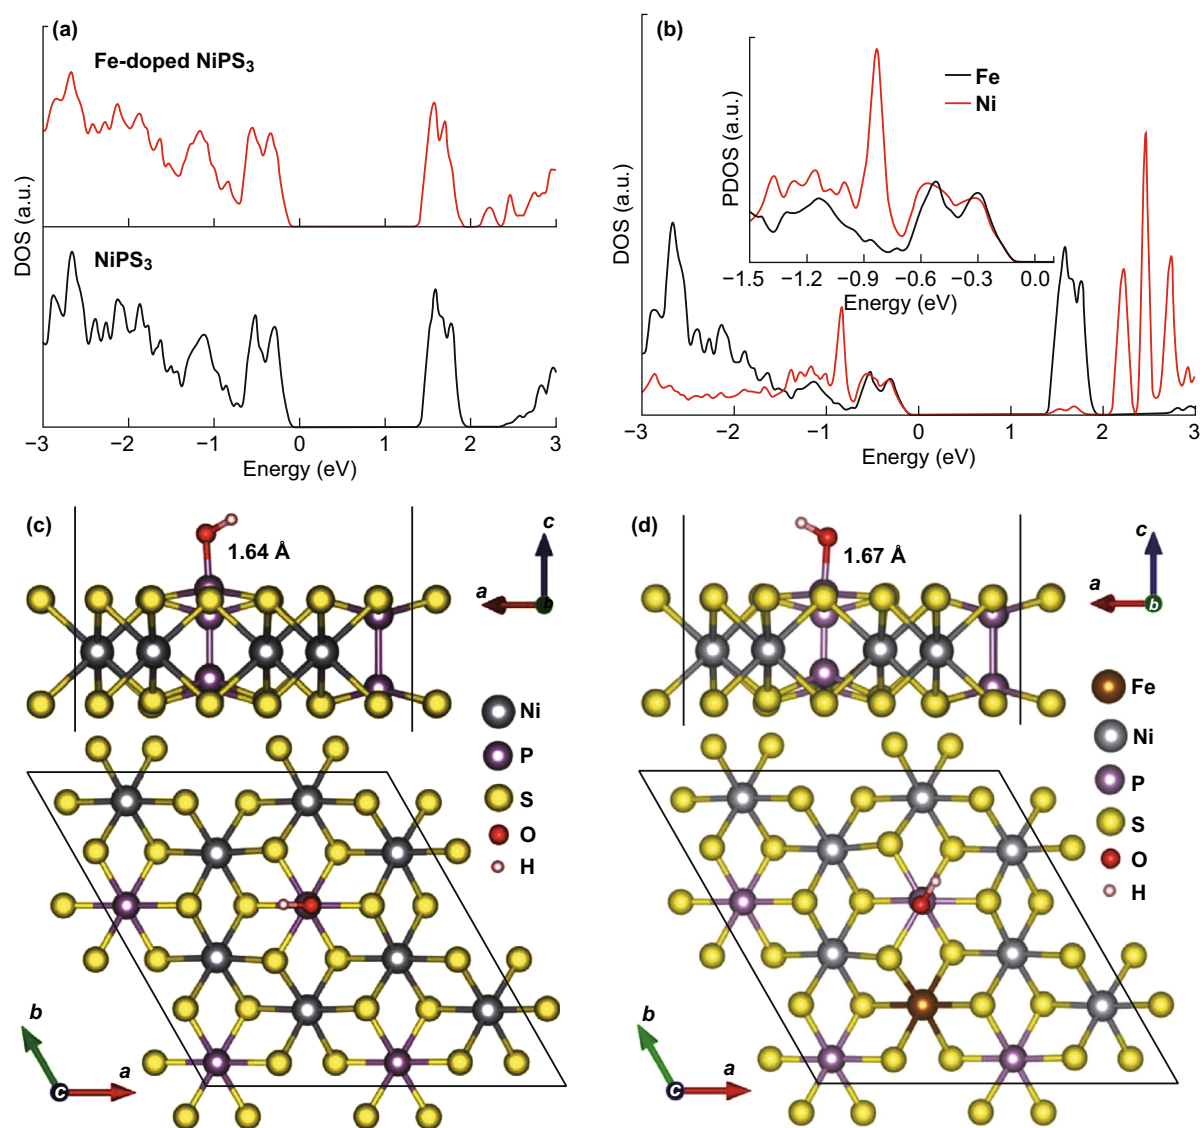 (a)
Fe-doped NiPS₃
NiPS₃
DOS (a.u.)
−3 −2 −1 0 1 2 3
Energy (eV)
(b)
Fe
Ni
PDOS (a.u.)
−1.5 −1.2 −0.9 −0.6 −0.3 0.0
Energy (eV)
DOS (a.u.)
−3 −2 −1 0 1 2 3
Energy (eV)
(c)
1.64 Å
c
a
Ni
P
S
O
H
b
a
c
(d)
1.67 Å
c
a
b
Fe
Ni
P
S
O
H
b
a
c